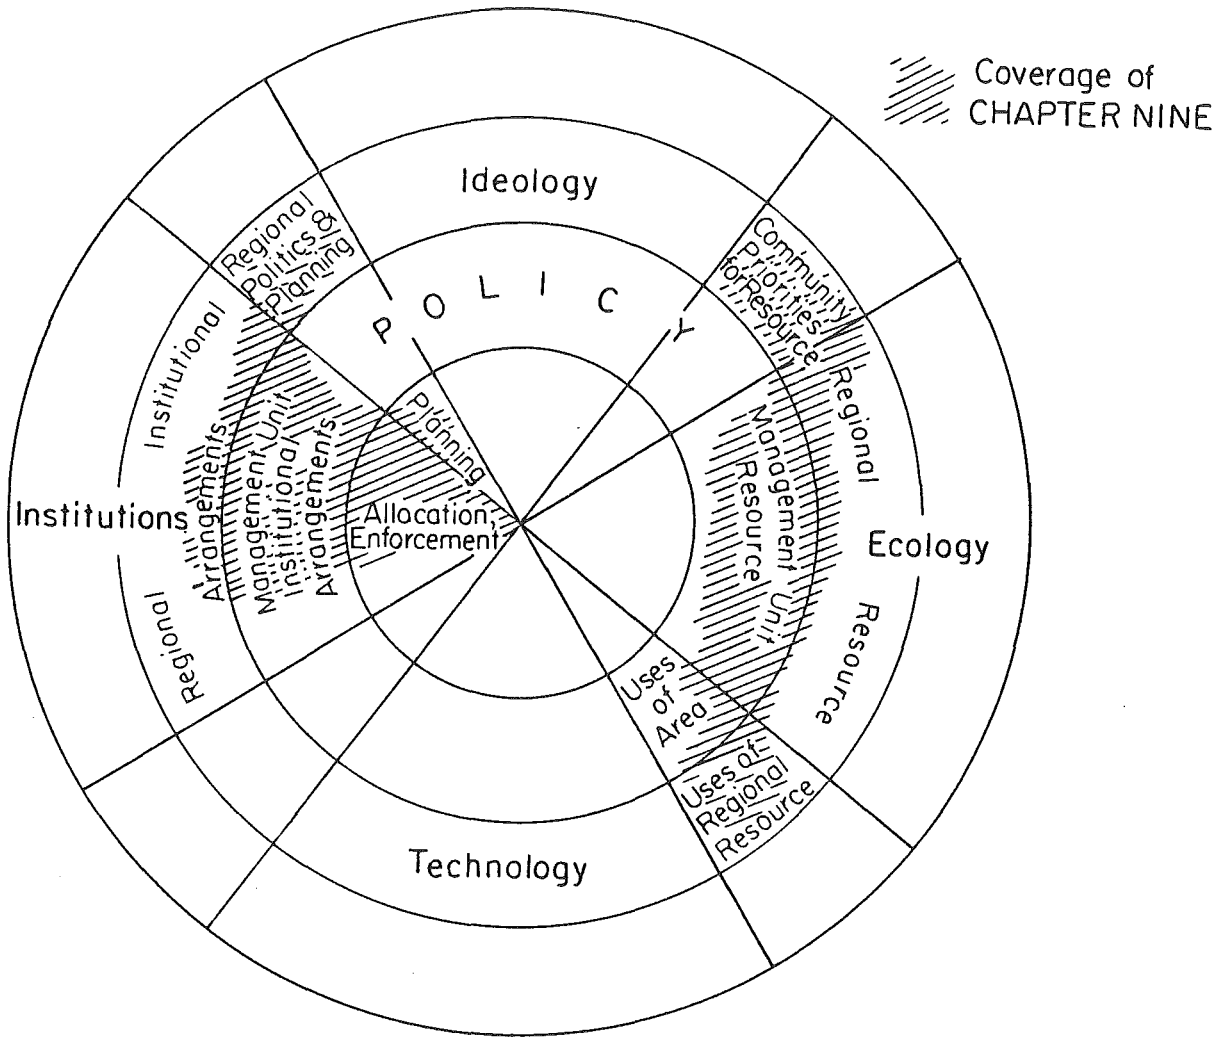 Coverage of
CHAPTER NINE
Ideology
POLICY
Regional
Politics &
Planning
Community
Priorities
for Resource
Planning
Allocation,
Enforcement
Institutions
Regional Institutional
Arrangements
Management Unit
Institutional
Arrangements
Ecology
Regional Resource
Management Unit
Resource
Uses
of
Area
Uses of
Regional
Resource
Technology